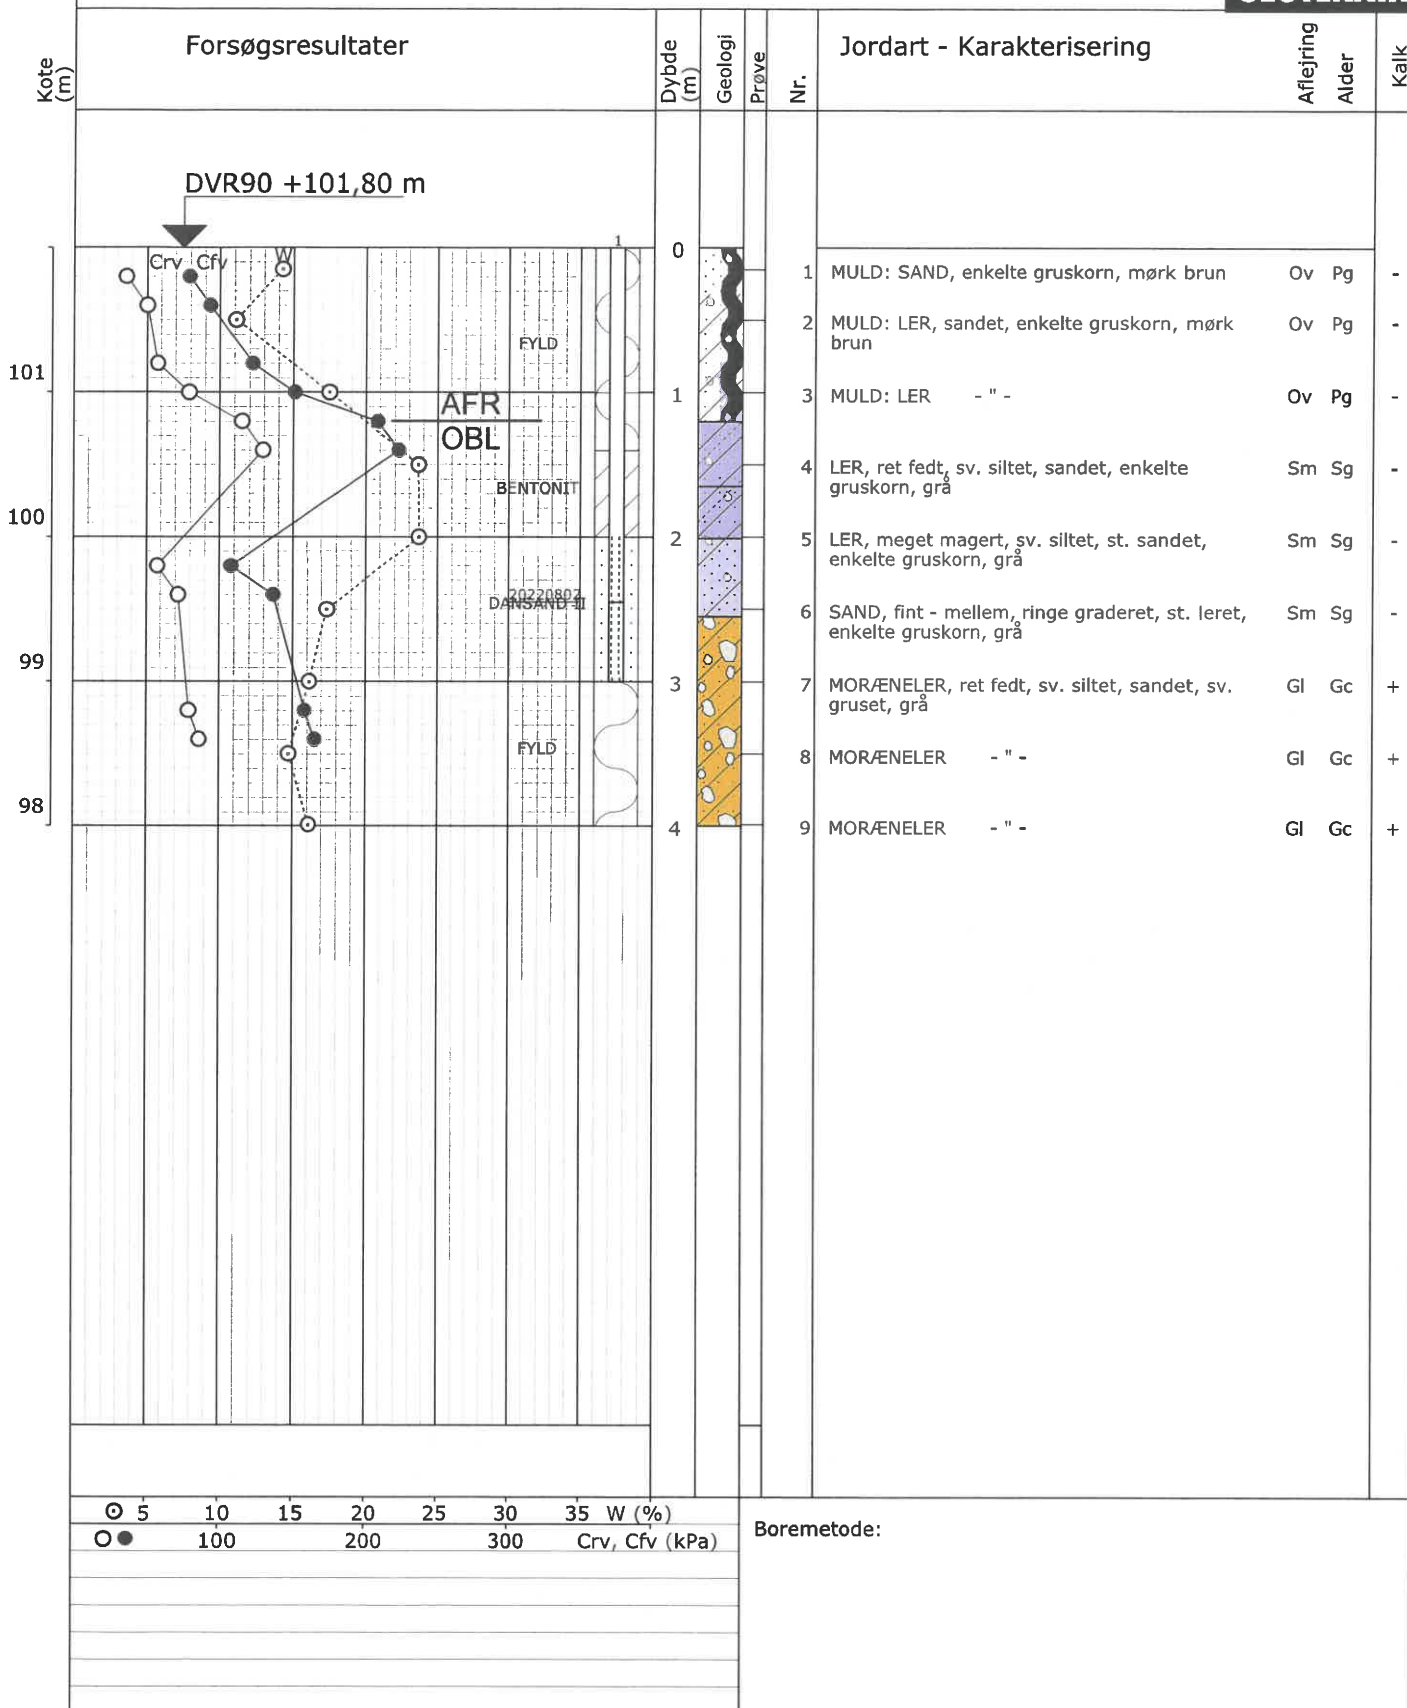 Kote (m)
Forsøgsresultater
Dybde (m)
Geologi
Prøve
Nr.
Jordart - Karakterisering
Aflejring
Alder
Kalk
DVR90 +101,80 m
Crv Cfv W 1
0
1 MULD: SAND, enkelte gruskorn, mørk brun Ov Pg -
2 MULD: LER, sandet, enkelte gruskorn, mørk Ov Pg -
brun
FYLD
101
1
3 MULD: LER - " - Ov Pg -
AFR
OBL
4 LER, ret fedt, sv. siltet, sandet, enkelte Sm Sg -
gruskorn, grå
BENTONIT
100
2
5 LER, meget magert, sv. siltet, st. sandet, Sm Sg -
enkelte gruskorn, grå
20220802
DANSAND II
6 SAND, fint - mellem, ringe graderet, st. leret, Sm Sg -
enkelte gruskorn, grå
99
3
7 MORÆNELER, ret fedt, sv. siltet, sandet, sv. Gl Gc +
gruset, grå
FYLD
8 MORÆNELER - " - Gl Gc +
98
4
9 MORÆNELER - " - Gl Gc +
5 10 15 20 25 30 35 W (%)
100 200 300 Crv, Cfv (kPa)
Boremetode: